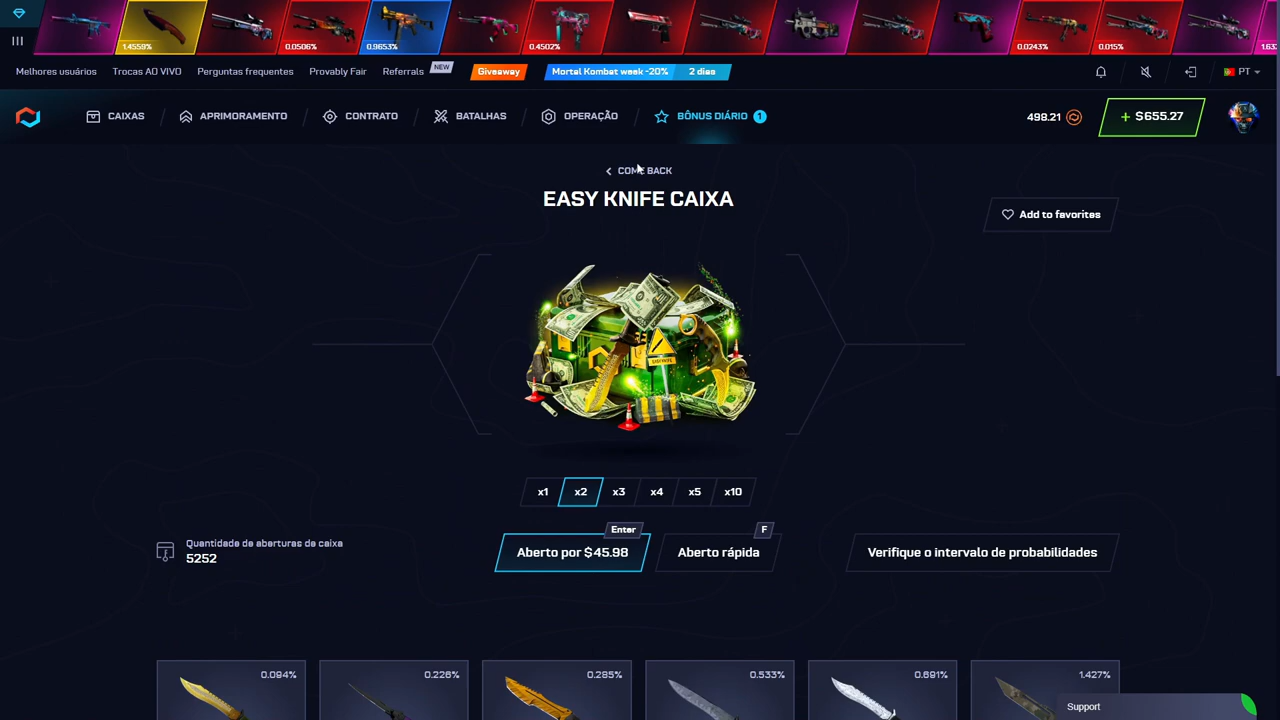 1.4559%
0.0506%
0.9653%
0.4502%
0.0243%
0.015%
Melhores usuários
Trocas AO VIVO
Perguntas frequentes
Provably Fair
Referrals
NEW
Giveaway
Mortal Kombat week -20%
2 dias
PT
CAIXAS
APRIMORAMENTO
CONTRATO
BATALHAS
OPERAÇÃO
BÔNUS DIÁRIO
1
498.21
+ $655.27
COME BACK
EASY KNIFE CAIXA
Add to favorites
x1
x2
x3
x4
x5
x10
Enter
F
Quantidade de aberturas de caixa
5252
Aberto por $45.98
Aberto rápida
Verifique o intervalo de probabilidades
0.094%
0.226%
0.285%
0.533%
0.691%
1.427%
Support